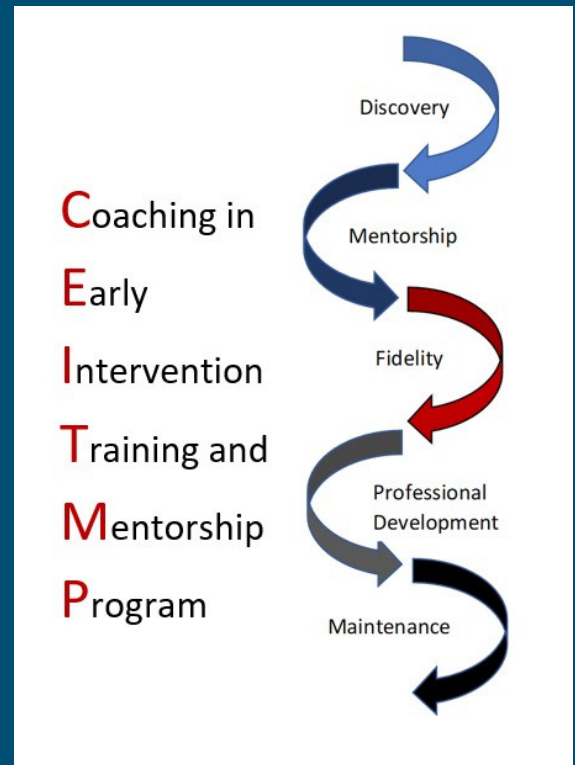 Coaching in
Early
Intervention
Training and
Mentorship
Program
Discovery
Mentorship
Fidelity
Professional
Development
Maintenance